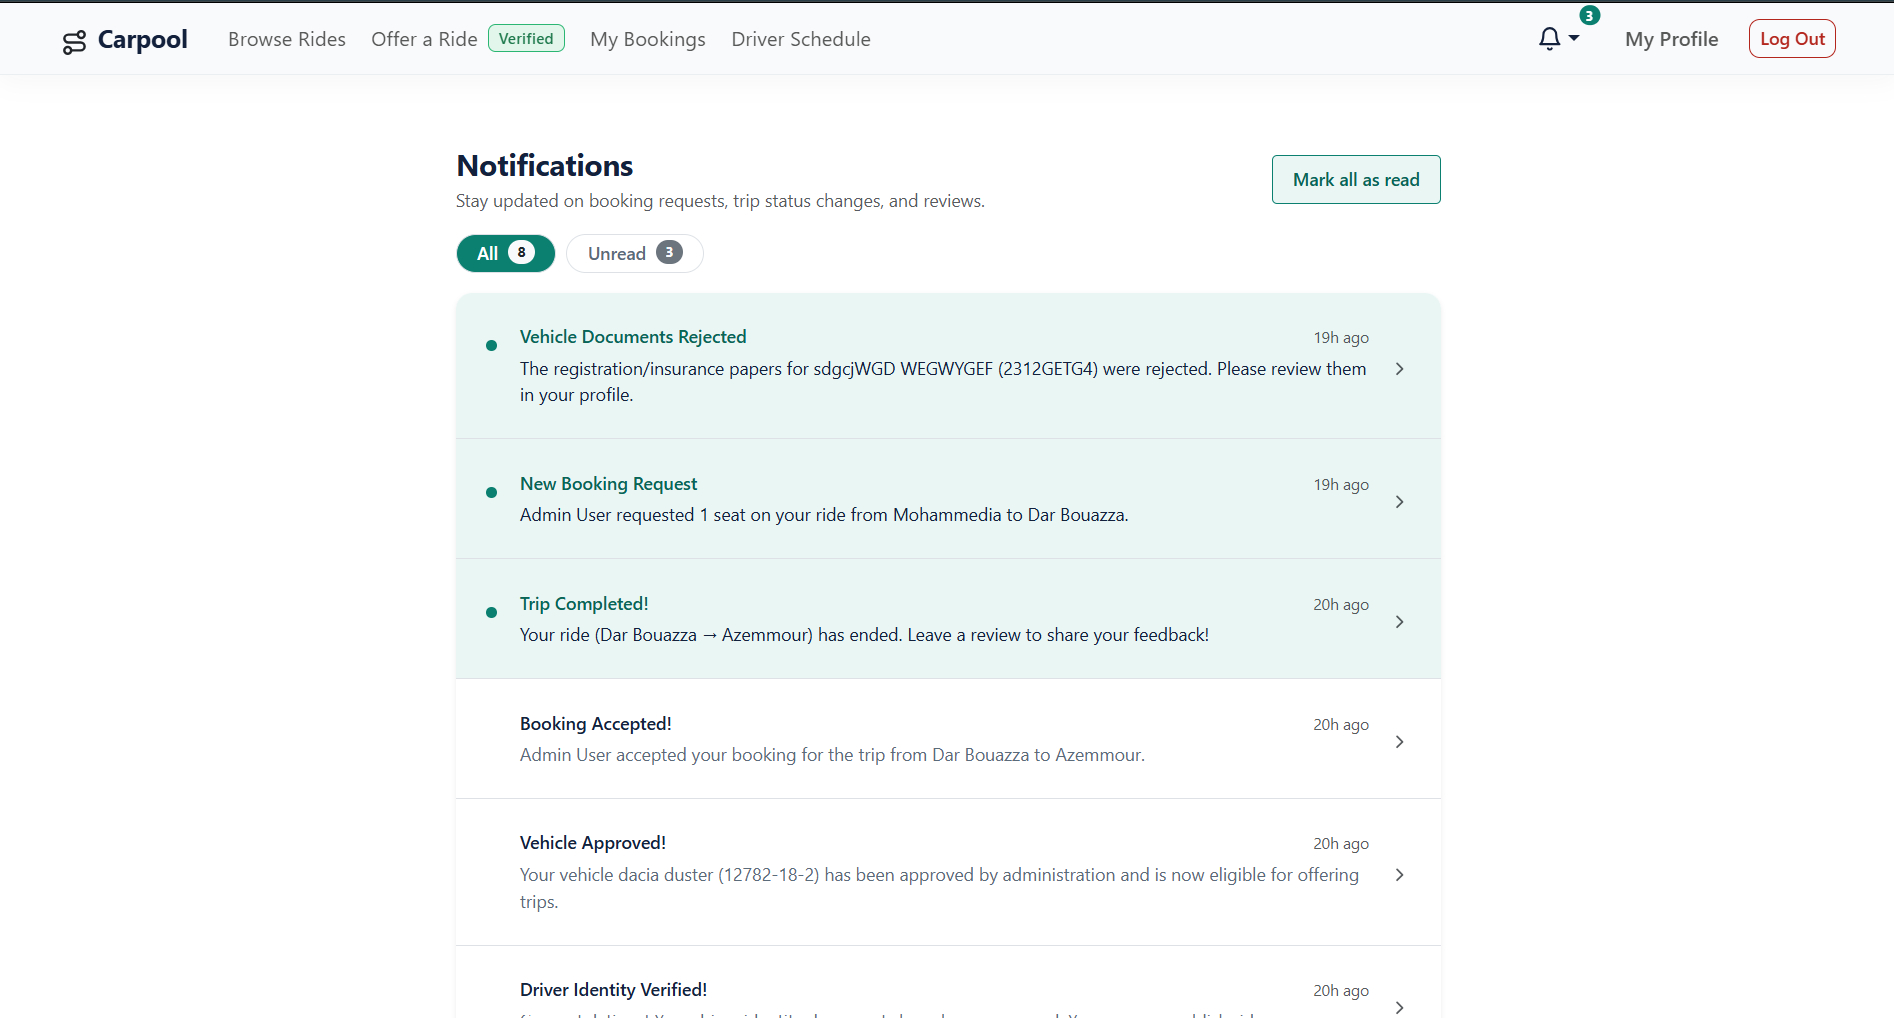 Carpool
Browse Rides
Offer a Ride
Verified
My Bookings
Driver Schedule
3
My Profile
Log Out
Notifications
Stay updated on booking requests, trip status changes, and reviews.
Mark all as read
All 8
Unread 3
Vehicle Documents Rejected
19h ago
The registration/insurance papers for sdgcjWGD WEGWYGEF (2312GETG4) were rejected. Please review them
in your profile.
New Booking Request
19h ago
Admin User requested 1 seat on your ride from Mohammedia to Dar Bouazza.
Trip Completed!
20h ago
Your ride (Dar Bouazza → Azemmour) has ended. Leave a review to share your feedback!
Booking Accepted!
20h ago
Admin User accepted your booking for the trip from Dar Bouazza to Azemmour.
Vehicle Approved!
20h ago
Your vehicle dacia duster (12782-18-2) has been approved by administration and is now eligible for offering
trips.
Driver Identity Verified!
20h ago